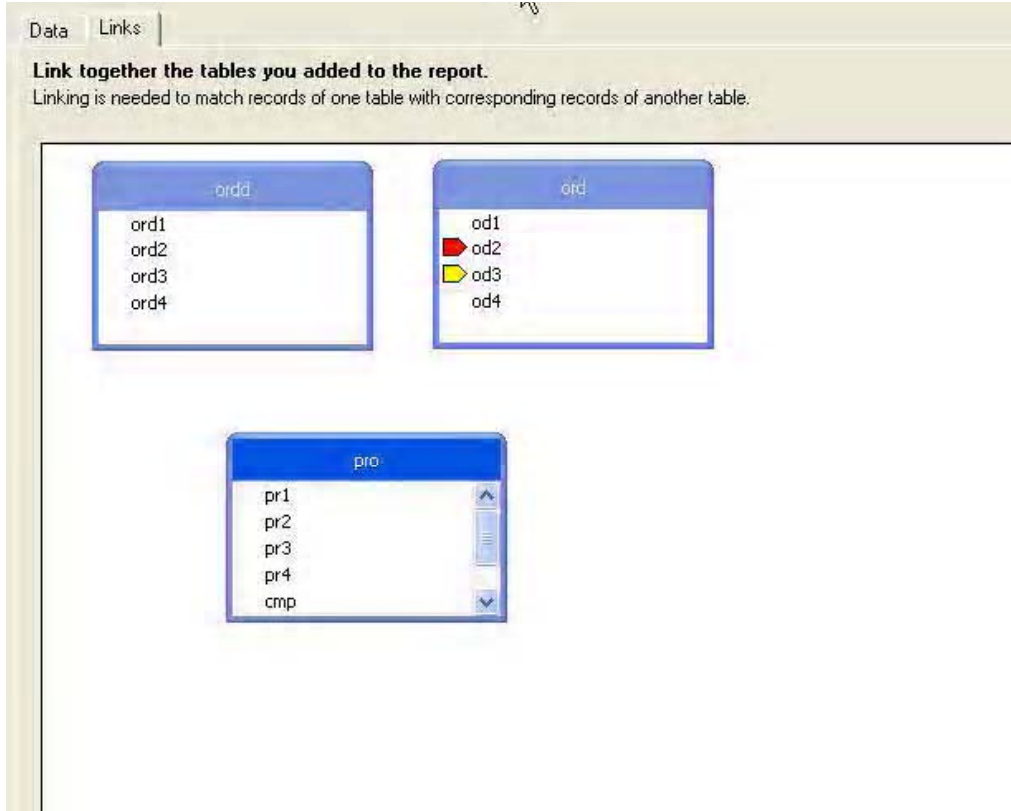 Data Links
Link together the tables you added to the report.
Linking is needed to match records of one table with corresponding records of another table.
ordd
ord1
ord2
ord3
ord4
ord
od1
od2
od3
od4
pro
pr1
pr2
pr3
pr4
cmp